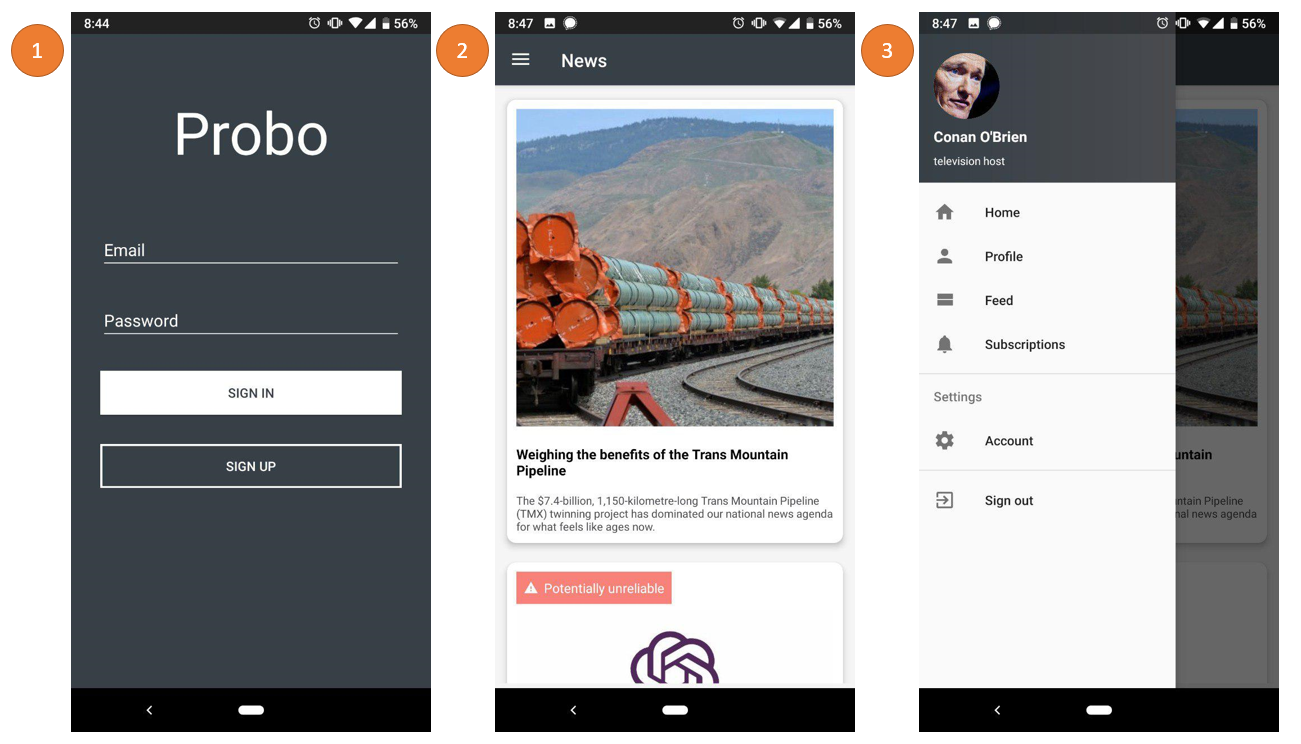 1
8:44
56%
Probo
Email
Password
SIGN IN
SIGN UP
2
8:47
56%
News
Weighing the benefits of the Trans Mountain
Pipeline
The $7.4-billion, 1,150-kilometre-long Trans Mountain Pipeline
(TMX) twinning project has dominated our national news agenda
for what feels like ages now.
Potentially unreliable
3
8:47
56%
Conan O'Brien
television host
Home
Profile
Feed
Subscriptions
Settings
Account
Sign out
untain
ntain Pipeline
nal news agenda